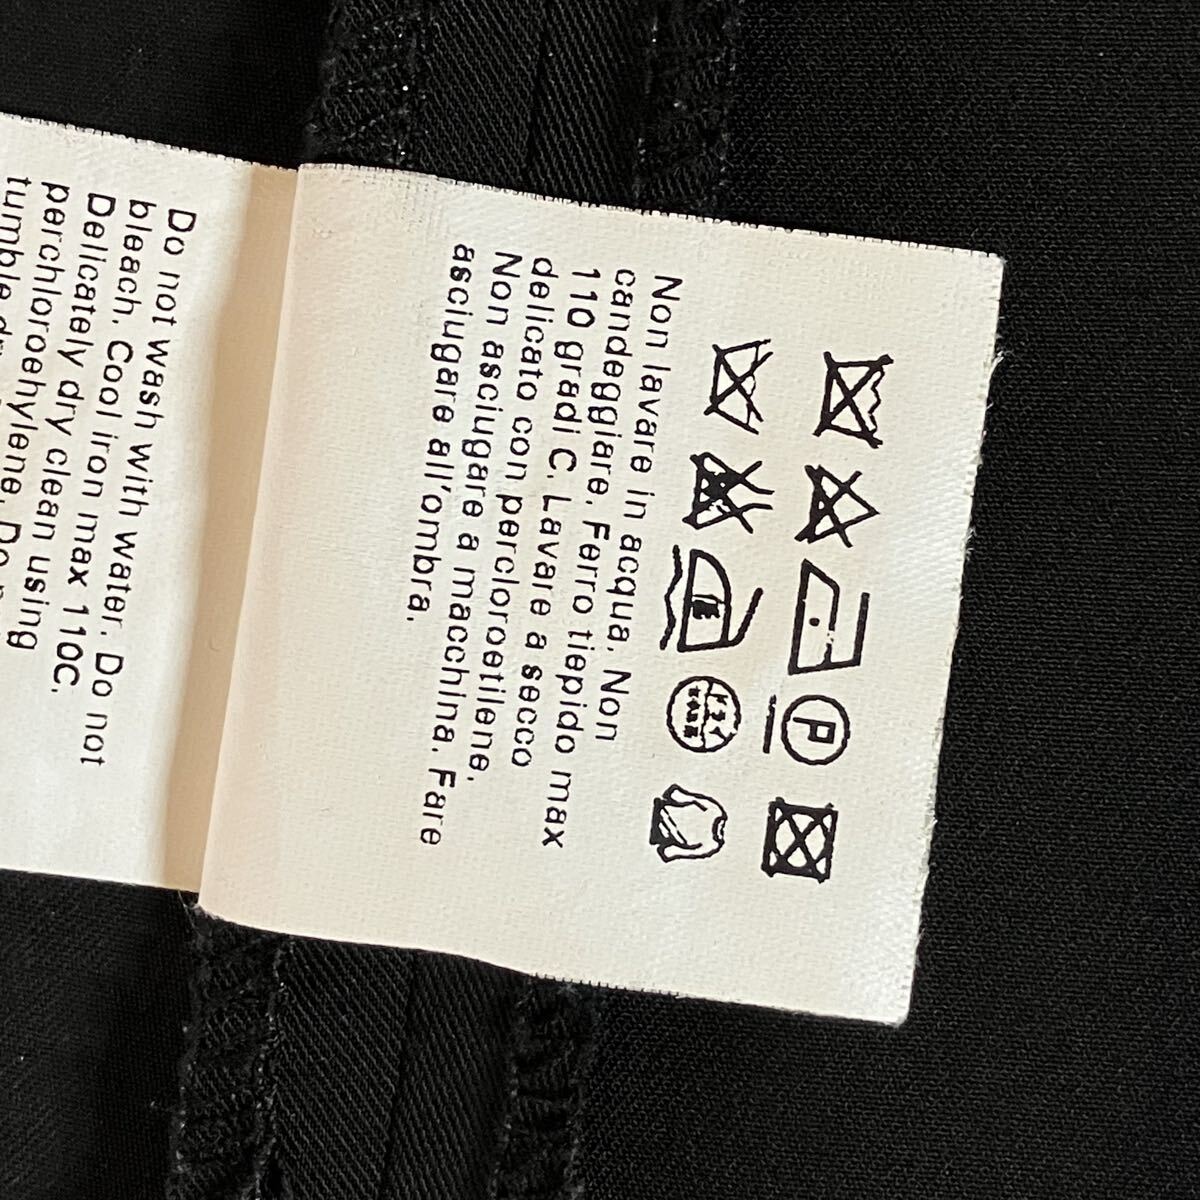 P
Non lavare in acqua. Non
candeggiare. Ferro tiepido max
110 gradi C. Lavare a secco
delicato con percloroetilene.
Non asciugare a macchina. Fare
asciugare all'ombra.
Do not wash with water. Do not
bleach. Cool iron max 110C.
Delicately dry clean using
perchloroehylene. Do
tumble